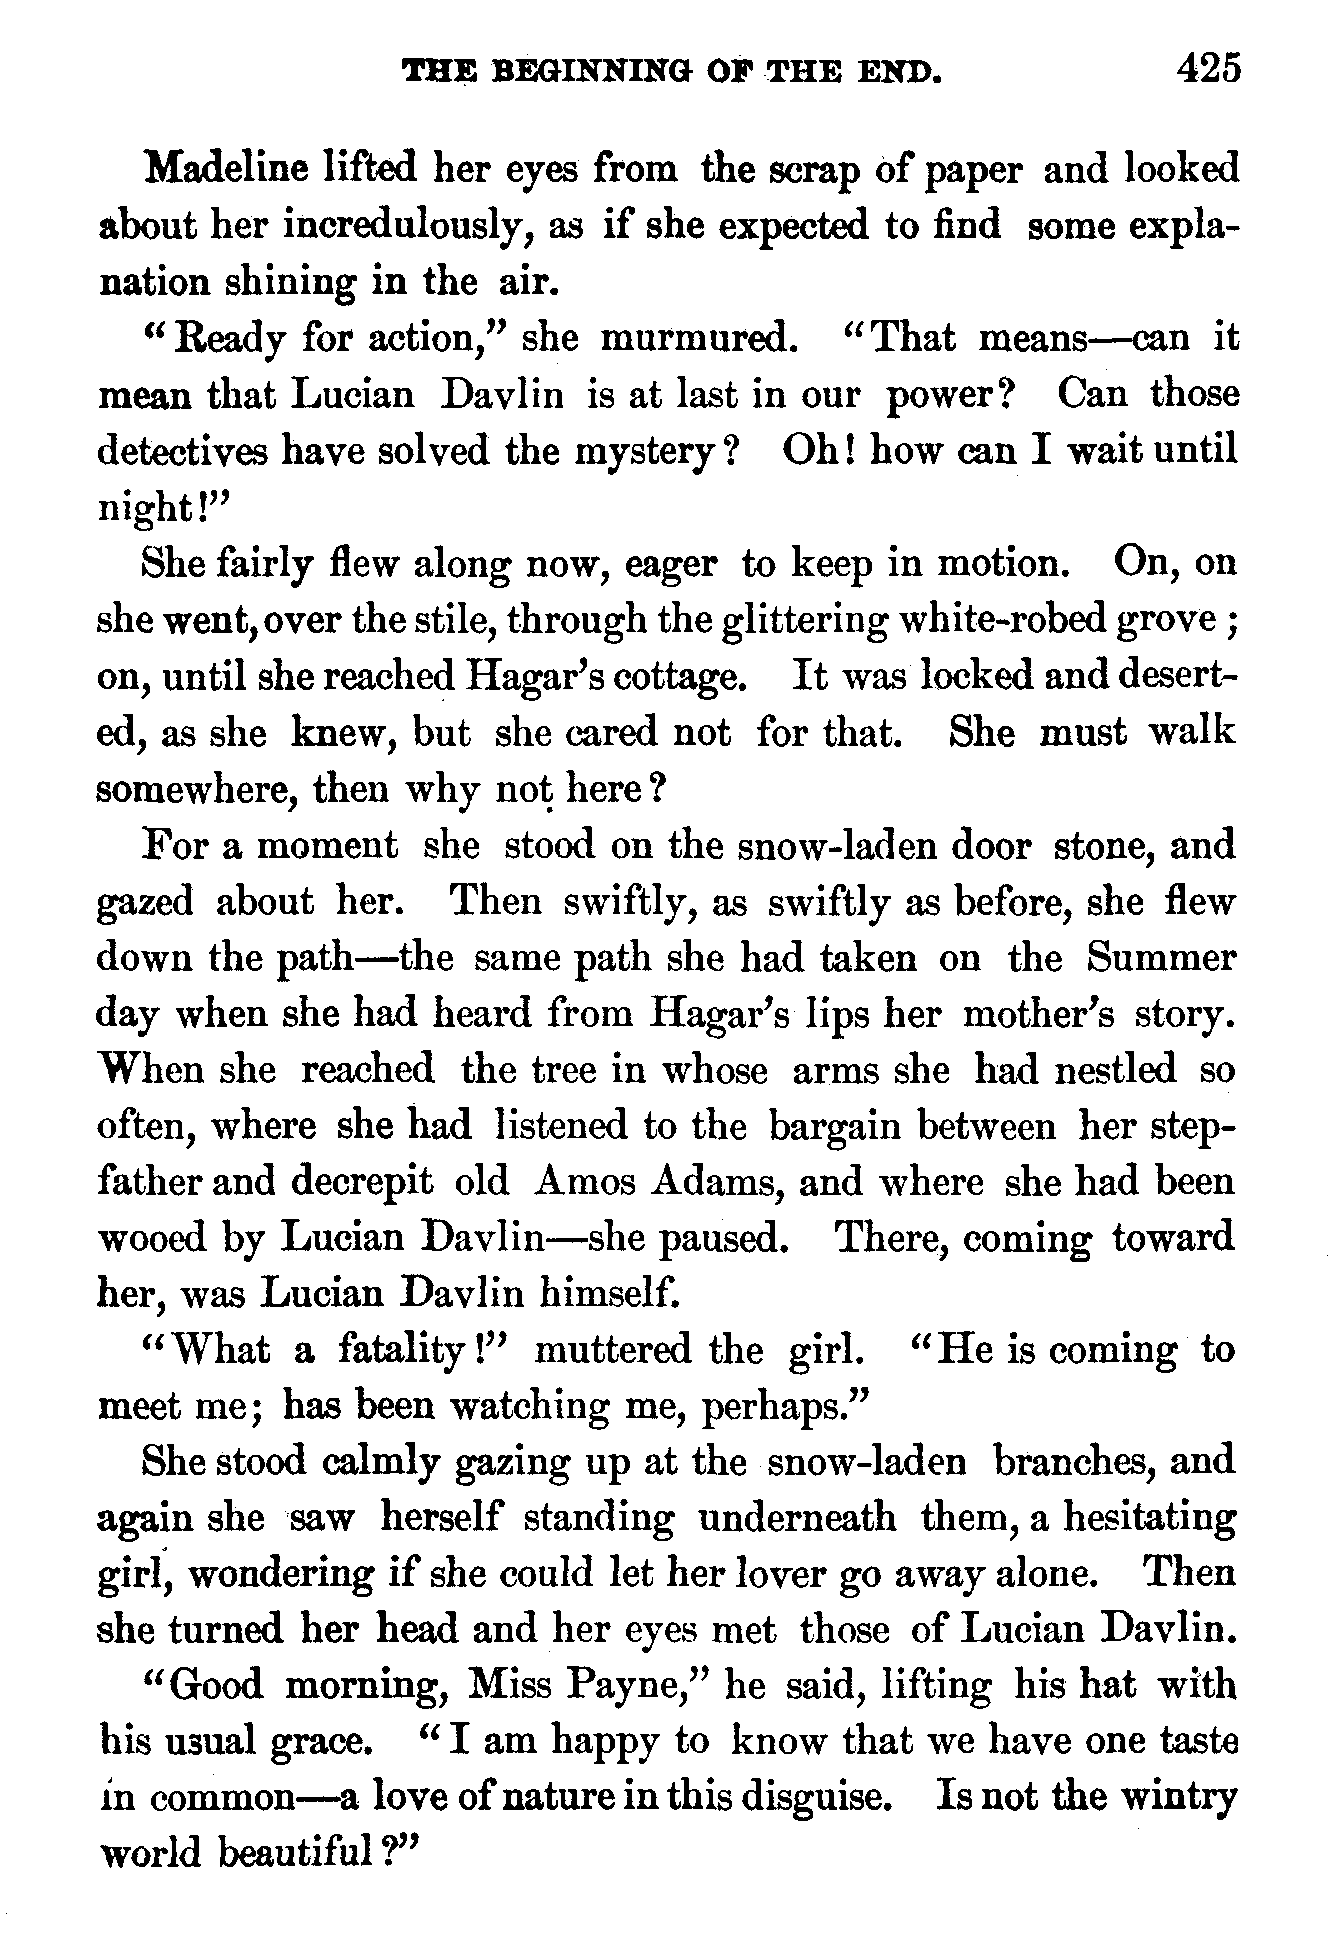 THE BEGINNING OF THE END. 425
Madeline lifted her eyes from the scrap of paper and looked
about her incredulously, as if she expected to find some expla-
nation shining in the air.
"Ready for action," she murmured. "That means—can it
mean that Lucian Davlin is at last in our power? Can those
detectives have solved the mystery? Oh! how can I wait until
night!"
She fairly flew along now, eager to keep in motion. On, on
she went, over the stile, through the glittering white-robed grove;
on, until she reached Hagar's cottage. It was locked and desert-
ed, as she knew, but she cared not for that. She must walk
somewhere, then why not here?
For a moment she stood on the snow-laden door stone, and
gazed about her. Then swiftly, as swiftly as before, she flew
down the path—the same path she had taken on the Summer
day when she had heard from Hagar's lips her mother's story.
When she reached the tree in whose arms she had nestled so
often, where she had listened to the bargain between her step-
father and decrepit old Amos Adams, and where she had been
wooed by Lucian Davlin—she paused. There, coming toward
her, was Lucian Davlin himself.
"What a fatality!" muttered the girl. "He is coming to
meet me; has been watching me, perhaps."
She stood calmly gazing up at the snow-laden branches, and
again she saw herself standing underneath them, a hesitating
girl, wondering if she could let her lover go away alone. Then
she turned her head and her eyes met those of Lucian Davlin.
"Good morning, Miss Payne," he said, lifting his hat with
his usual grace. "I am happy to know that we have one taste
in common—a love of nature in this disguise. Is not the wintry
world beautiful?"